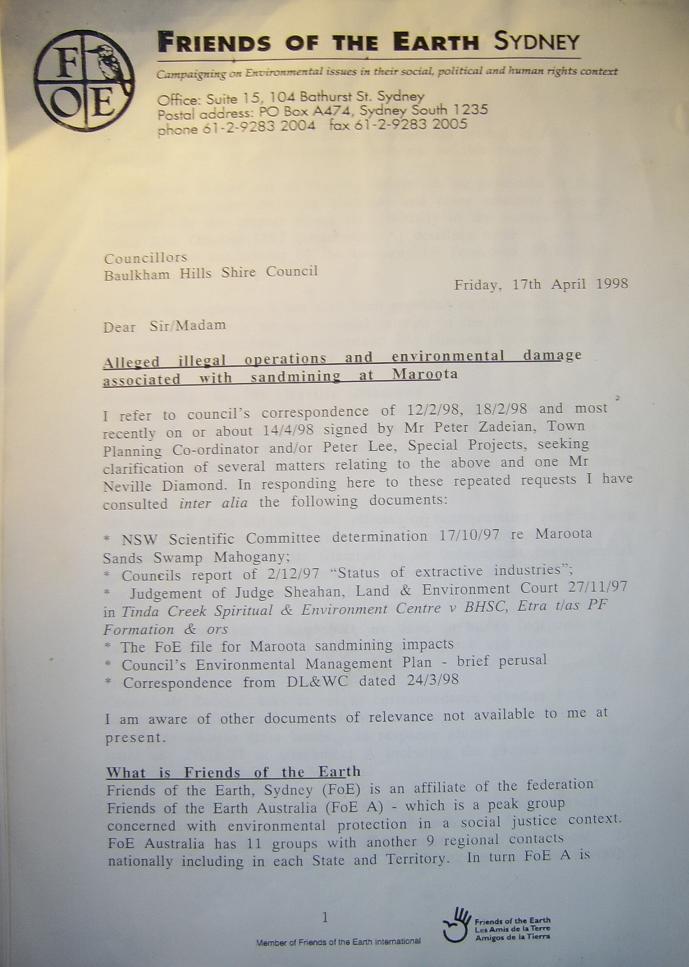 F
O E
FRIENDS OF THE EARTH SYDNEY
Campaigning on Environmental issues in their social, political and human rights context
Office: Suite 15, 104 Bathurst St. Sydney
Postal address: PO Box A474, Sydney South 1235
phone 61-2-9283 2004 fax 61-2-9283 2005
Councillors
Baulkham Hills Shire Council
Friday, 17th April 1998
Dear Sir/Madam
Alleged illegal operations and environmental damage
associated with sandmining at Maroota
I refer to council's correspondence of 12/2/98, 18/2/98 and most
recently on or about 14/4/98 signed by Mr Peter Zadeian, Town
Planning Co-ordinator and/or Peter Lee, Special Projects, seeking
clarification of several matters relating to the above and one Mr
Neville Diamond. In responding here to these repeated requests I have
consulted inter alia the following documents:
* NSW Scientific Committee determination 17/10/97 re Maroota
Sands Swamp Mahogany;
* Councils report of 2/12/97 “Status of extractive industries”;
* Judgement of Judge Sheahan, Land & Environment Court 27/11/97
in Tinda Creek Spiritual & Environment Centre v BHSC, Etra t/as PF
Formation & ors
* The FoE file for Maroota sandmining impacts
* Council's Environmental Management Plan - brief perusal
* Correspondence from DL&WC dated 24/3/98
I am aware of other documents of relevance not available to me at
present.
What is Friends of the Earth
Friends of the Earth, Sydney (FoE) is an affiliate of the federation
Friends of the Earth Australia (FoE A) - which is a peak group
concerned with environmental protection in a social justice context.
FoE Australia has 11 groups with another 9 regional contacts
nationally including in each State and Territory. In turn FoE A is
1
Member of Friends of the Earth International
Friends of the Earth
Les Amis de la Terre
Amigos de la Tierra